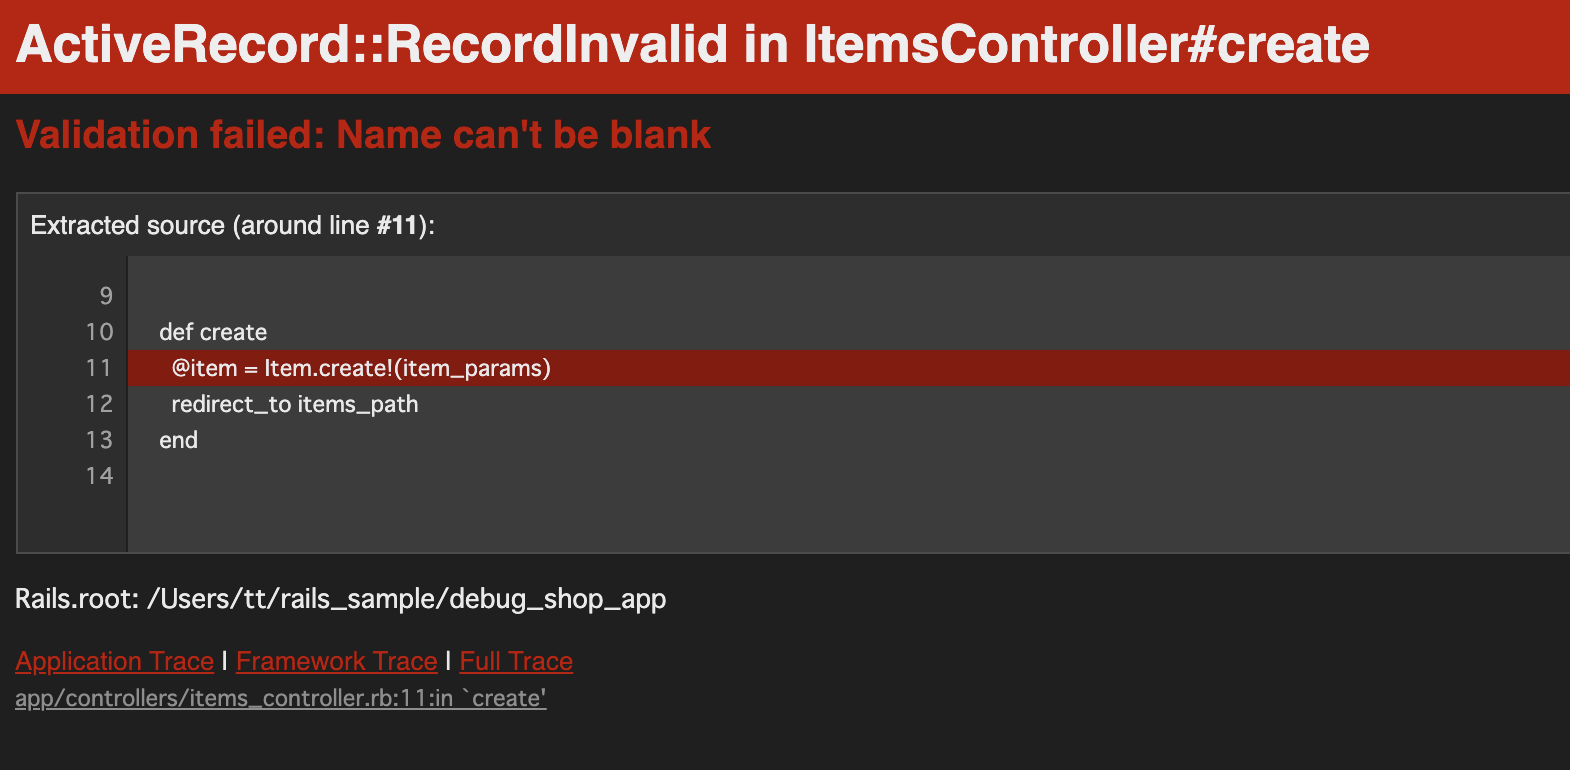 ActiveRecord::RecordInvalid in ItemsController#create
Validation failed: Name can't be blank
Extracted source (around line #11):
9
10 def create
11 @item = Item.create!(item_params)
12 redirect_to items_path
13 end
14
Rails.root: /Users/tt/rails_sample/debug_shop_app
Application Trace | Framework Trace | Full Trace
app/controllers/items_controller.rb:11:in `create'